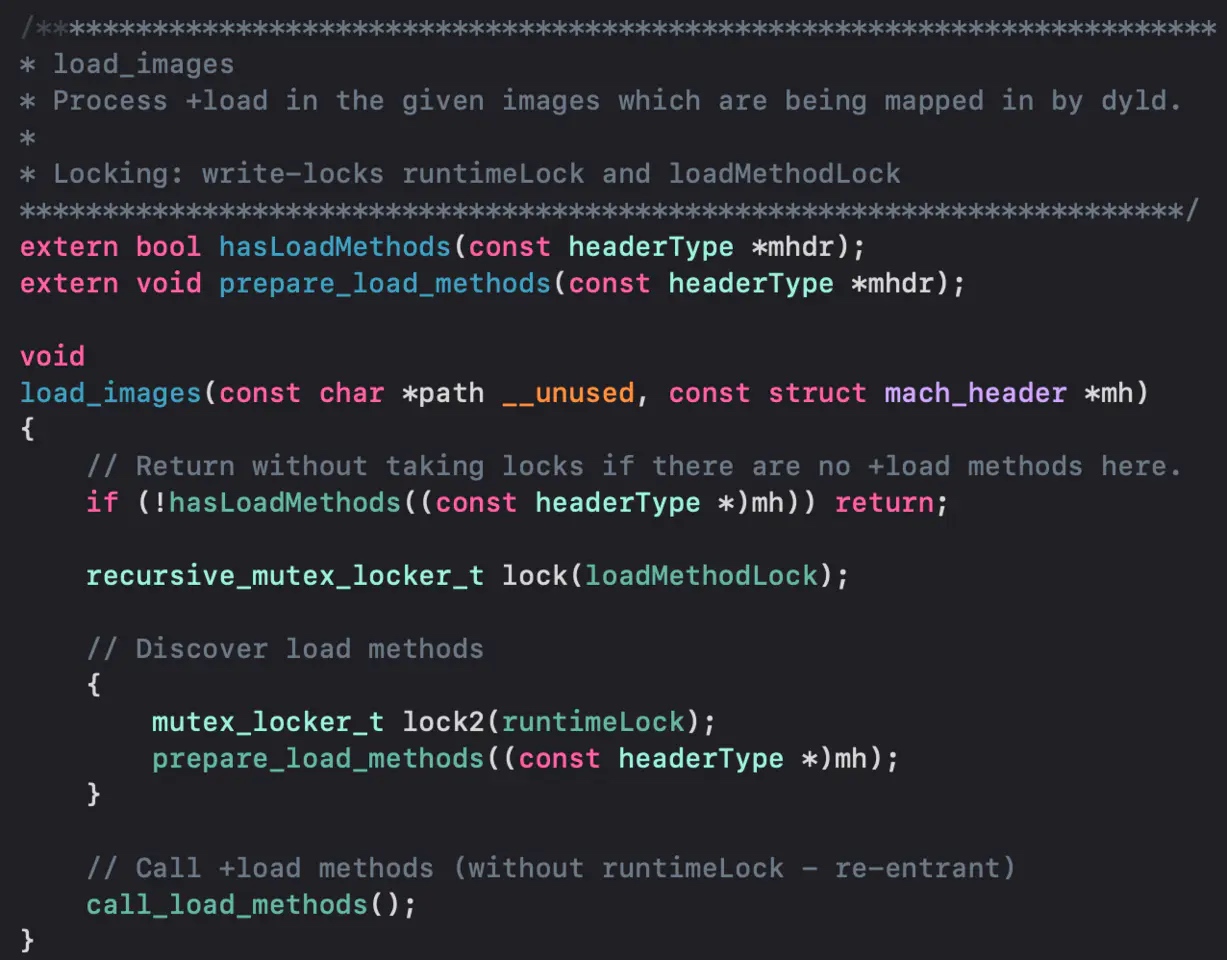 /***********************************************************************
* load_images
* Process +load in the given images which are being mapped in by dyld.
*
* Locking: write-locks runtimeLock and loadMethodLock
**********************************************************************/
extern bool hasLoadMethods(const headerType *mhdr);
extern void prepare_load_methods(const headerType *mhdr);

void
load_images(const char *path __unused, const struct mach_header *mh)
{
    // Return without taking locks if there are no +load methods here.
    if (!hasLoadMethods((const headerType *)mh)) return;

    recursive_mutex_locker_t lock(loadMethodLock);

    // Discover load methods
    {
        mutex_locker_t lock2(runtimeLock);
        prepare_load_methods((const headerType *)mh);
    }

    // Call +load methods (without runtimeLock - re-entrant)
    call_load_methods();
}